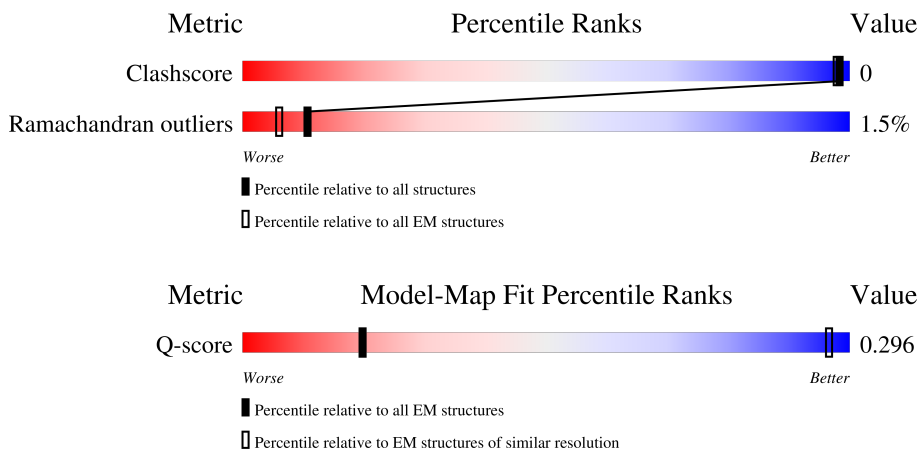 Metric Percentile Ranks Value
Clashscore 0
Ramachandran outliers 1.5%
Worse Better
Percentile relative to all structures
Percentile relative to all EM structures
Metric Model-Map Fit Percentile Ranks Value
Q-score 0.296
Worse Better
Percentile relative to all EM structures
Percentile relative to EM structures of similar resolution